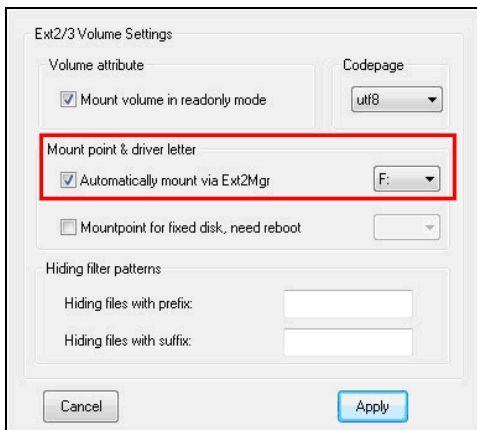 Ext2/3 Volume Settings
Volume attribute
Codepage
Mount volume in readonly mode
utf8
Mount point & driver letter
Automatically mount via Ext2Mgr
F:
Mountpoint for fixed disk, need reboot
Hiding filter patterns
Hiding files with prefix:
Hiding files with suffix:
Cancel
Apply